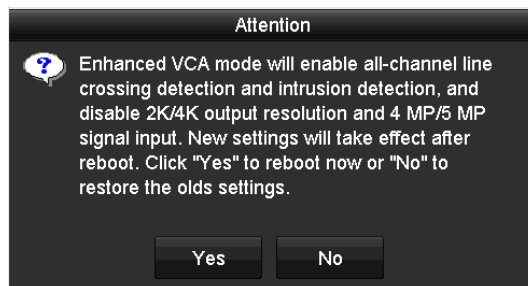 Attention
Enhanced VCA mode will enable all-channel line
crossing detection and intrusion detection, and
disable 2K/4K output resolution and 4 MP/5 MP
signal input. New settings will take effect after
reboot. Click "Yes" to reboot now or "No" to
restore the olds settings.
Yes
No